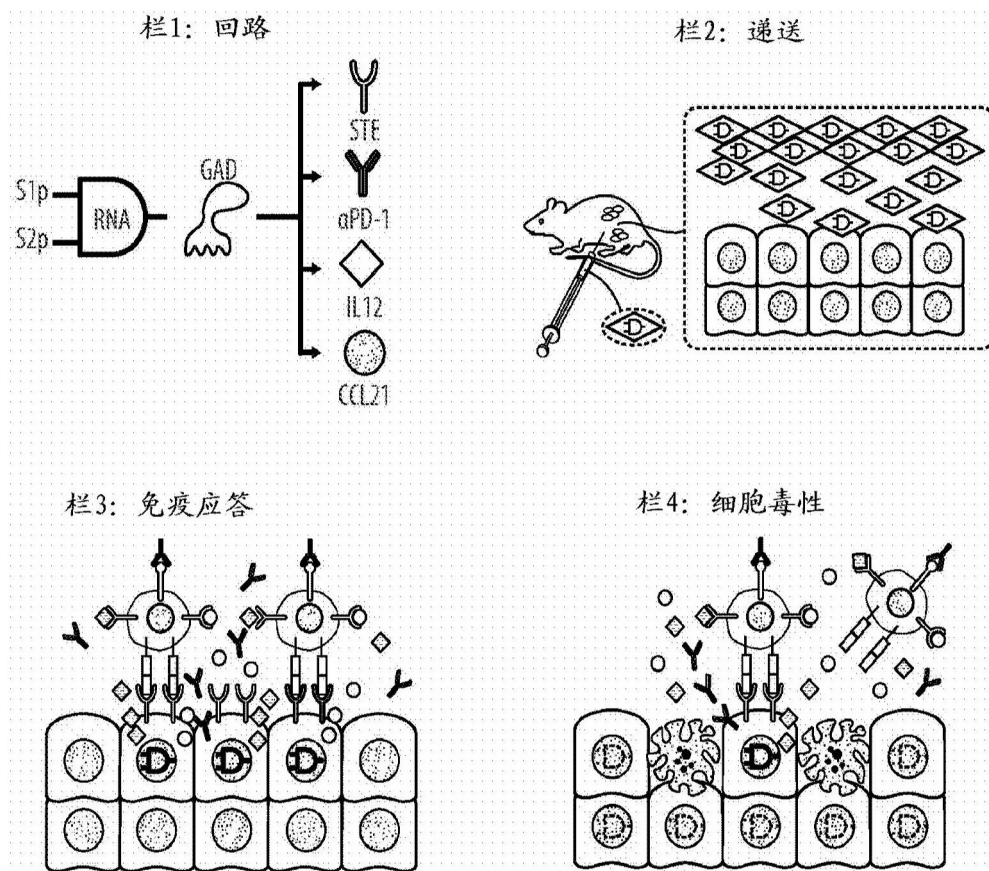 栏1: 回路
栏2: 递送
S1p
S2p
RNA
GAD
STE
αPD-1
IL12
CCL21
栏3: 免疫应答
栏4: 细胞毒性